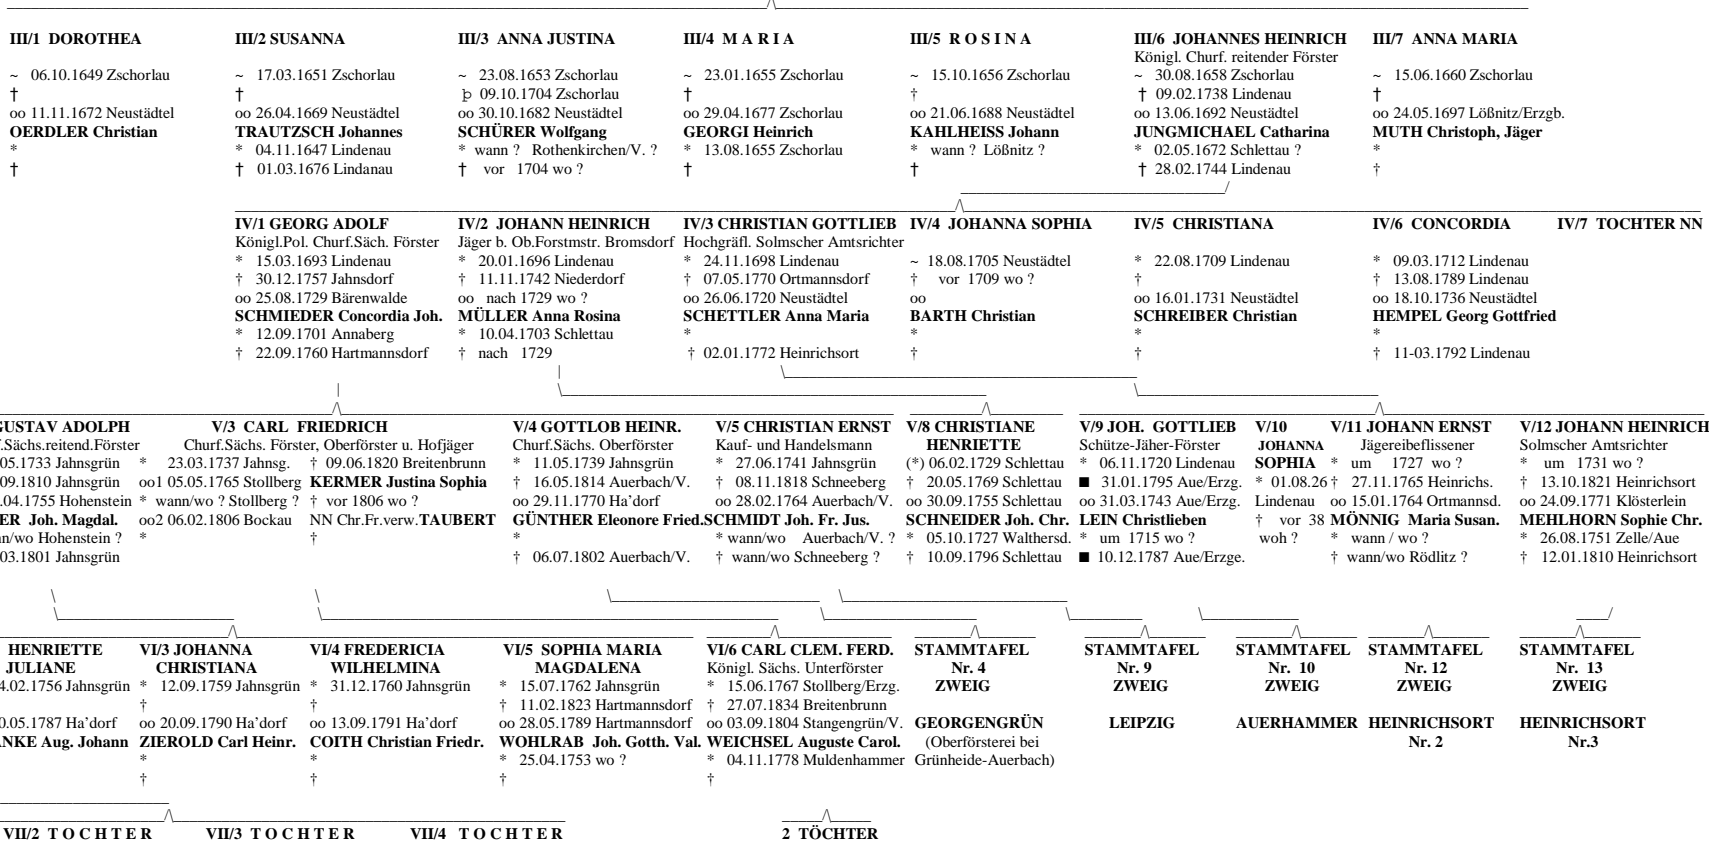 III/1 DOROTHEA III/2 SUSANNA III/3 ANNA JUSTINA III/4 M A R I A III/5 R O S I N A III/6 JOHANNES HEINRICH III/7 ANNA MARIA
Königl. Churf. reitender Förster
~ 06.10.1649 Zschorlau ~ 17.03.1651 Zschorlau ~ 23.08.1653 Zschorlau ~ 23.01.1655 Zschorlau ~ 15.10.1656 Zschorlau ~ 30.08.1658 Zschorlau ~ 15.06.1660 Zschorlau
† † þ 09.10.1704 Zschorlau † † † 09.02.1738 Lindenau †
oo 11.11.1672 Neustädtel oo 26.04.1669 Neustädtel oo 30.10.1682 Neustädtel oo 29.04.1677 Zschorlau oo 21.06.1688 Neustädtel oo 13.06.1692 Neustädtel oo 24.05.1697 Lößnitz/Erzgb.
OERDLER Christian TRAUTZSCH Johannes SCHÜRER Wolfgang GEORGI Heinrich KAHLHEISS Johann JUNGMICHAEL Catharina MUTH Christoph, Jäger
* * 04.11.1647 Lindenau * wann ? Rothenkirchen/V. ? * 13.08.1655 Zschorlau * wann ? Lößnitz ? * 02.05.1672 Schlettau ? *
† † 01.03.1676 Lindanau † vor 1704 wo ? † † † 28.02.1744 Lindenau †
IV/1 GEORG ADOLF IV/2 JOHANN HEINRICH IV/3 CHRISTIAN GOTTLIEB IV/4 JOHANNA SOPHIA IV/5 CHRISTIANA IV/6 CONCORDIA IV/7 TOCHTER NN
Königl.Pol. Churf.Säch. Förster Jäger b. Ob.Forstmstr. Bromsdorf Hochgräfl. Solmscher Amtsrichter
* 15.03.1693 Lindenau * 20.01.1696 Lindenau * 24.11.1698 Lindenau ~ 18.08.1705 Neustädtel * 22.08.1709 Lindenau * 09.03.1712 Lindenau
† 30.12.1757 Jahnsdorf † 11.11.1742 Niederdorf † 07.05.1770 Ortmannsdorf † vor 1709 wo ? † † 13.08.1789 Lindenau
oo 25.08.1729 Bärenwalde oo nach 1729 wo ? oo 26.06.1720 Neustädtel oo oo 16.01.1731 Neustädtel oo 18.10.1736 Neustädtel
SCHMIEDER Concordia Joh. MÜLLER Anna Rosina SCHETTLER Anna Maria BARTH Christian SCHREIBER Christian HEMPEL Georg Gottfried
* 12.09.1701 Annaberg * 10.04.1703 Schlettau * * * *
† 22.09.1760 Hartmannsdorf † nach 1729 † 02.01.1772 Heinrichsort † † † 11-03.1792 Lindenau
GUSTAV ADOLPH V/3 CARL FRIEDRICH V/4 GOTTLOB HEINR. V/5 CHRISTIAN ERNST V/8 CHRISTIANE V/9 JOH. GOTTLIEB V/10 V/11 JOHANN ERNST V/12 JOHANN HEINRICH
f.Sächs.reitend.Förster Churf.Sächs. Förster, Oberförster u. Hofjäger Churf.Sächs. Oberförster Kauf- und Handelsmann HENRIETTE Schütze-Jäher-Förster JOHANNA Jägereibeflissener Solmscher Amtsrichter
05.1733 Jahnsgrün * 23.03.1737 Jahnsg. † 09.06.1820 Breitenbrunn * 11.05.1739 Jahnsgrün * 27.06.1741 Jahnsgrün (*) 06.02.1729 Schlettau * 06.11.1720 Lindenau SOPHIA * um 1727 wo ? * um 1731 wo ?
09.1810 Jahnsgrün oo1 05.05.1765 Stollberg KERMER Justina Sophia † 16.05.1814 Auerbach/V. † 08.11.1818 Schneeberg † 20.05.1769 Schlettau ■ 31.01.1795 Aue/Erzg. * 01.08.26 † 27.11.1765 Heinrichs. † 13.10.1821 Heinrichsort
.04.1755 Hohenstein * wann/wo ? Stollberg ? † vor 1806 wo ? oo 29.11.1770 Ha’dorf oo 28.02.1764 Auerbach/V. oo 30.09.1755 Schlettau oo 31.03.1743 Aue/Erzg. Lindenau oo 15.01.1764 Ortmannsd. oo 24.09.1771 Klösterlein
ER Joh. Magdal. oo2 06.02.1806 Bockau NN Chr.Fr.verw.TAUBERT GÜNTHER Eleonore Fried. SCHMIDT Joh. Fr. Jus. SCHNEIDER Joh. Chr. LEIN Christlieben † vor 38 MÖNNIG Maria Susan. MEHLHORN Sophie Chr.
nn/wo Hohenstein ? * † * * wann/wo Auerbach/V. ? * 05.10.1727 Walthersd. * um 1715 wo ? woh ? * wann / wo ? * 26.08.1751 Zelle/Aue
03.1801 Jahnsgrün † 06.07.1802 Auerbach/V. † wann/wo Schneeberg ? † 10.09.1796 Schlettau ■ 10.12.1787 Aue/Erzge. † wann/wo Rödlitz ? † 12.01.1810 Heinrichsort
HENRIETTE VI/3 JOHANNA VI/4 FREDERICIA VI/5 SOPHIA MARIA VI/6 CARL CLEM. FERD. STAMMTAFEL STAMMTAFEL STAMMTAFEL STAMMTAFEL STAMMTAFEL
JULIANE CHRISTIANA WILHELMINA MAGDALENA Königl. Sächs. Unterförster Nr. 4 Nr. 9 Nr. 10 Nr. 12 Nr. 13
4.02.1756 Jahnsgrün * 12.09.1759 Jahnsgrün * 31.12.1760 Jahnsgrün * 15.07.1762 Jahnsgrün * 15.06.1767 Stollberg/Erzg. ZWEIG ZWEIG ZWEIG ZWEIG ZWEIG
† † † 11.02.1823 Hartmannsdorf † 27.07.1834 Breitenbrunn
0.05.1787 Ha’dorf oo 20.09.1790 Ha’dorf oo 13.09.1791 Ha’dorf oo 28.05.1789 Hartmannsdorf oo 03.09.1804 Stangengrün/V. GEORGENGRÜN LEIPZIG AUERHAMMER HEINRICHSORT HEINRICHSORT
NKE Aug. Johann ZIEROLD Carl Heinr. COITH Christian Friedr. WOHLRAB Joh. Gotth. Val. WEICHSEL Auguste Carol. (Oberförsterei bei Nr. 2 Nr.3
* * * 25.04.1753 wo ? * 04.11.1778 Muldenhammer Grünheide-Auerbach)
† † †
VII/2 T O C H T E R VII/3 T O C H T E R VII/4 T O C H T E R 2 TÖCHTER